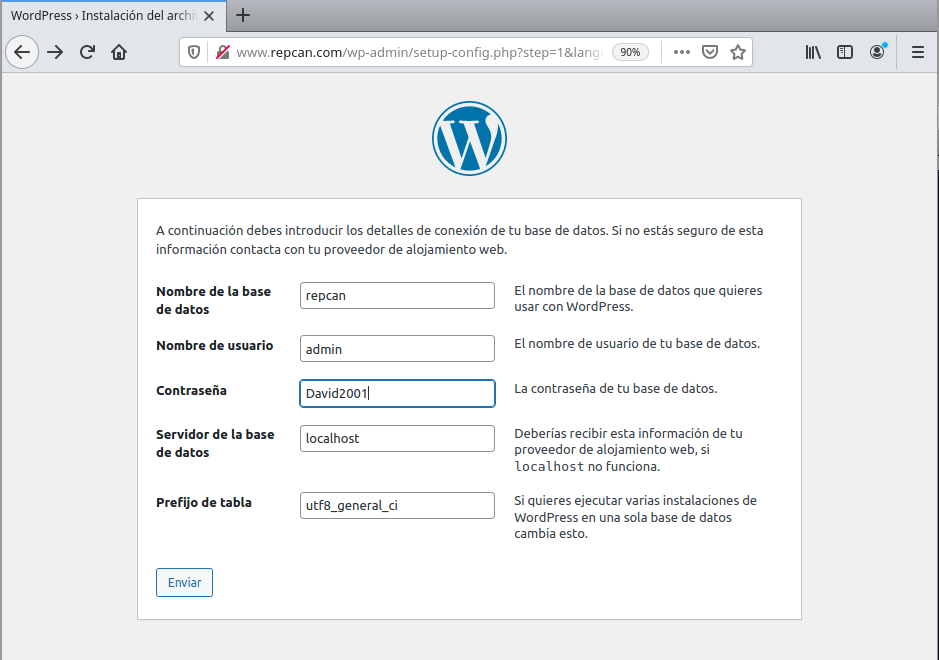 WordPress › Instalación del archi
www.repcan.com/wp-admin/setup-config.php?step=1&lang
90%
A continuación debes introducir los detalles de conexión de tu base de datos. Si no estás seguro de esta
información contacta con tu proveedor de alojamiento web.
Nombre de la base
de datos
repcan
El nombre de la base de datos que quieres
usar con WordPress.
Nombre de usuario
admin
El nombre de usuario de tu base de datos.
Contraseña
David2001
La contraseña de tu base de datos.
Servidor de la base
de datos
localhost
Deberías recibir esta información de tu
proveedor de alojamiento web, si
localhost no funciona.
Prefijo de tabla
utf8_general_ci
Si quieres ejecutar varias instalaciones de
WordPress en una sola base de datos
cambia esto.
Enviar